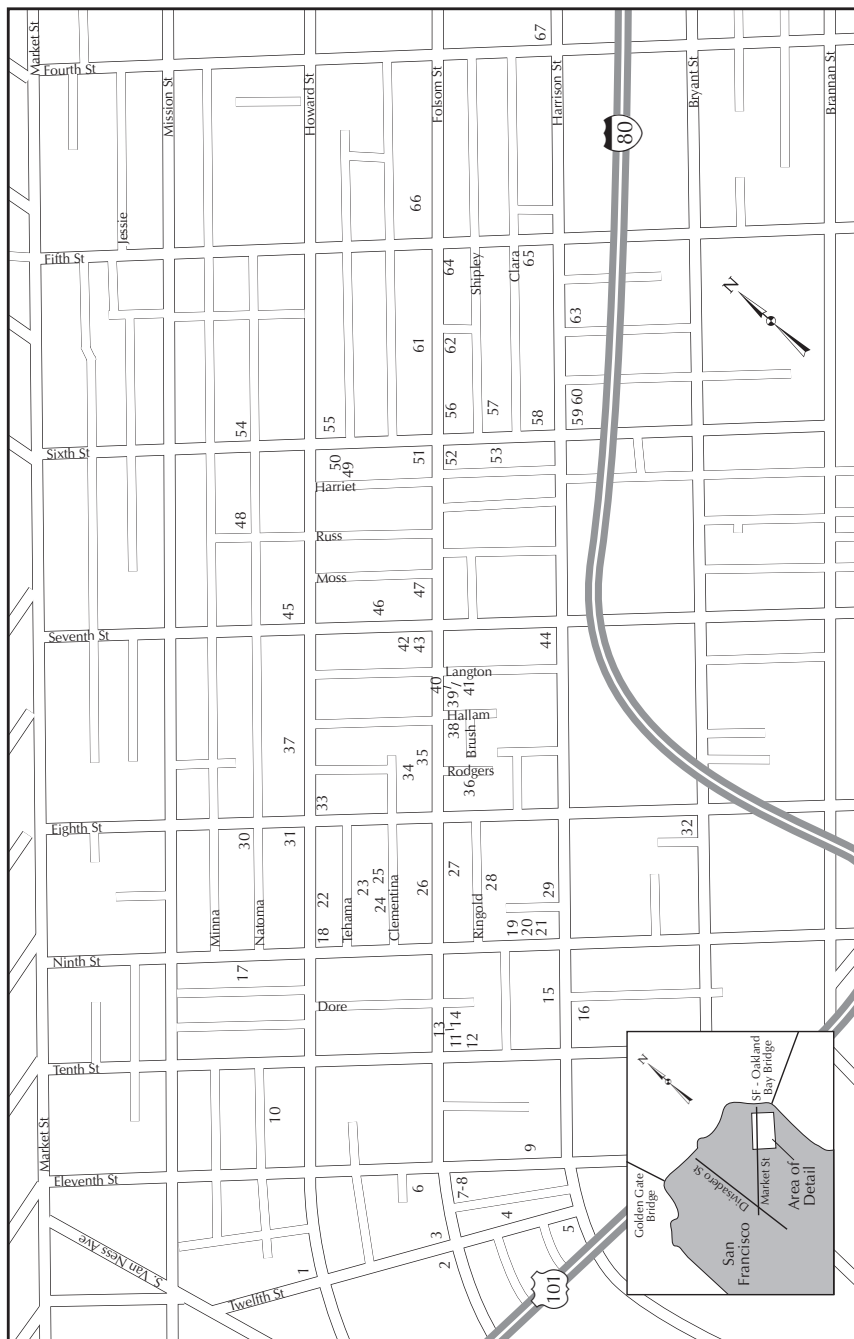 Market St
Fourth St
Mission St
Howard St
Folsom St
Harrison St
Bryant St
Brannan St
67
80
Jessie
66
Fifth St
64
Shipley
Clara
65
N
63
61
62
54
55
56
57
58
59 60
Sixth St
50
49
51
52
53
Harriet
48
Russ
Moss
45
46
47
Seventh St
42
43
44
Langton
40
39
41
Hallam
38
Brush
37
34
35
Rodgers
36
33
Eighth St
30
31
32
22
23
25
24
26
27
28
29
Minna
Natoma
18
Tehama
Clementina
Ringold
19
20
21
Ninth St
17
Dore
15
16
13
14
11
12
Tenth St
10
9
Market St
Eleventh St
6
7-8
S. Van Ness Ave
1
3
2
4
5
Twelfth St
101
N
SF - Oakland
Bay Bridge
Golden Gate
Bridge
Divisadero St
Market St
Area of
Detail
San
Francisco